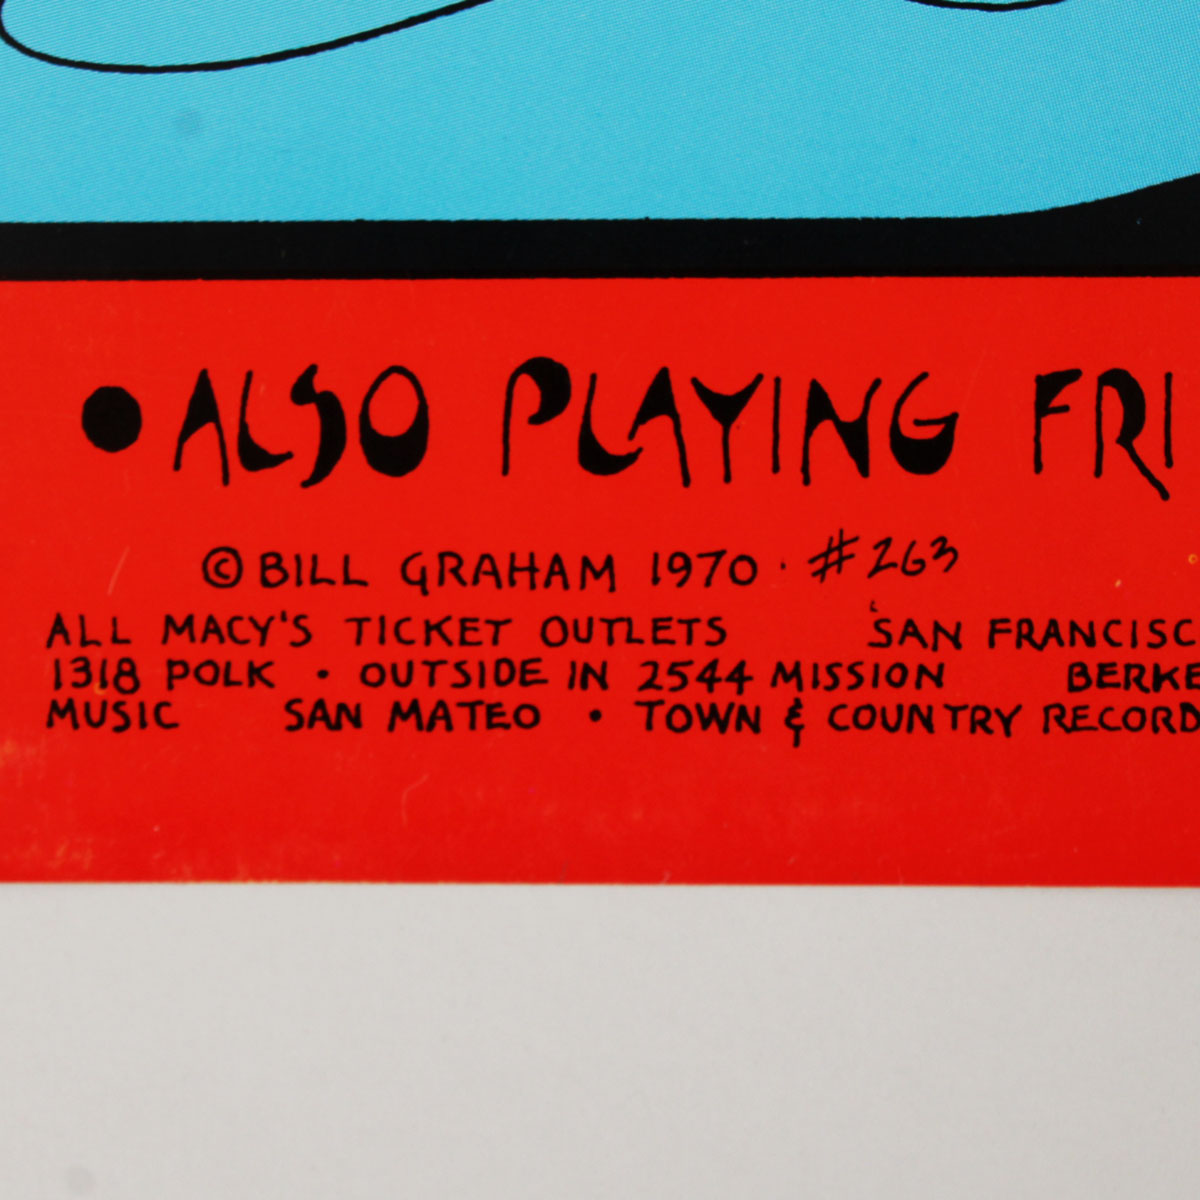 • ALSO PLAYING FRI
© BILL GRAHAM 1970 · #263
ALL MACY'S TICKET OUTLETS SAN FRANCISC
1318 POLK • OUTSIDE IN 2544 MISSION BERKE
MUSIC SAN MATEO • TOWN & COUNTRY RECORD